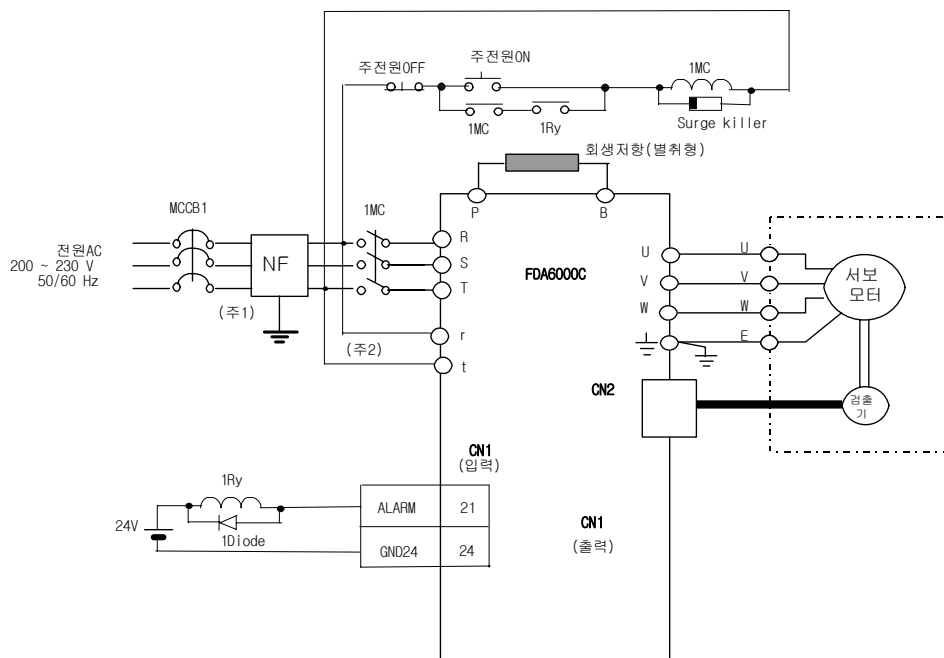 주전원OFF
주전원ON
1MC
1MC
1Ry
Surge killer
회생저항(별취형)
P
B
MCCB1
1MC
전원AC
200 ~ 230 V
50/60 Hz
NF
(주1)
R
S
T
(주2)
r
t
FDA6000C
U
V
W
U
V
W
E
서보
모터
CN2
검출
기
CN1
(입력)
1Ry
24V
1Diode
ALARM
21
GND24
24
CN1
(출력)